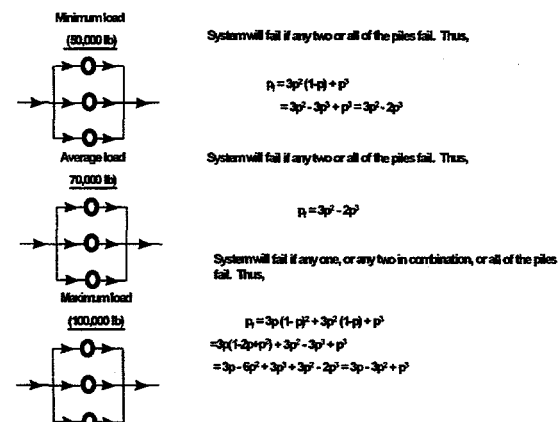 Minimum load
(50,000 lb)
System will fail if any two or all of the piles fail. Thus,
p_f = 3p² (1-p) + p³
= 3p² - 3p³ + p³ = 3p² - 2p³
Average load
70,000 lb)
System will fail if any two or all of the piles fail. Thus,
p_f = 3p² - 2p³
System will fail if any one, or any two in combination, or all of the piles
fail. Thus,
Maximum load
(100,000 lb)
p_f = 3p (1- p)² + 3p² (1-p) + p³
=3p(1-2p+p²) + 3p² - 3p³ + p³
= 3p - 6p² + 3p³ + 3p² - 2p³ = 3p - 3p² + p³